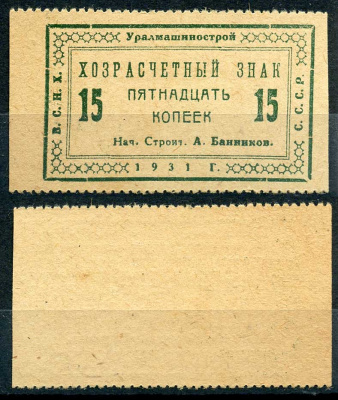 Уралмашинострой
В. С. Н. Х.
ХОЗРАСЧЕТНЫЙ ЗНАК
15 ПЯТНАДЦАТЬ 15
КОПЕЕК
Нач. Строит. А. Банников.
С. С. С. Р.
1931 Г.